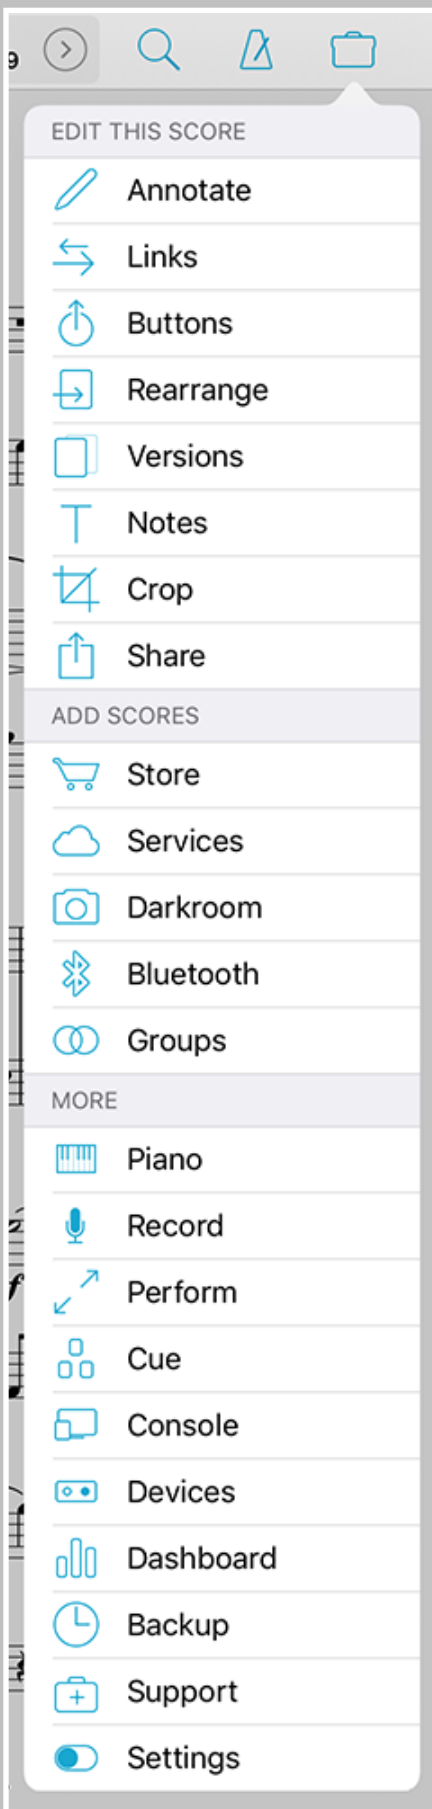 9
EDIT THIS SCORE
Annotate
Links
Buttons
Rearrange
Versions
Notes
Crop
Share
ADD SCORES
Store
Services
Darkroom
Bluetooth
Groups
MORE
Piano
Record
Perform
Cue
Console
Devices
Dashboard
Backup
Support
Settings